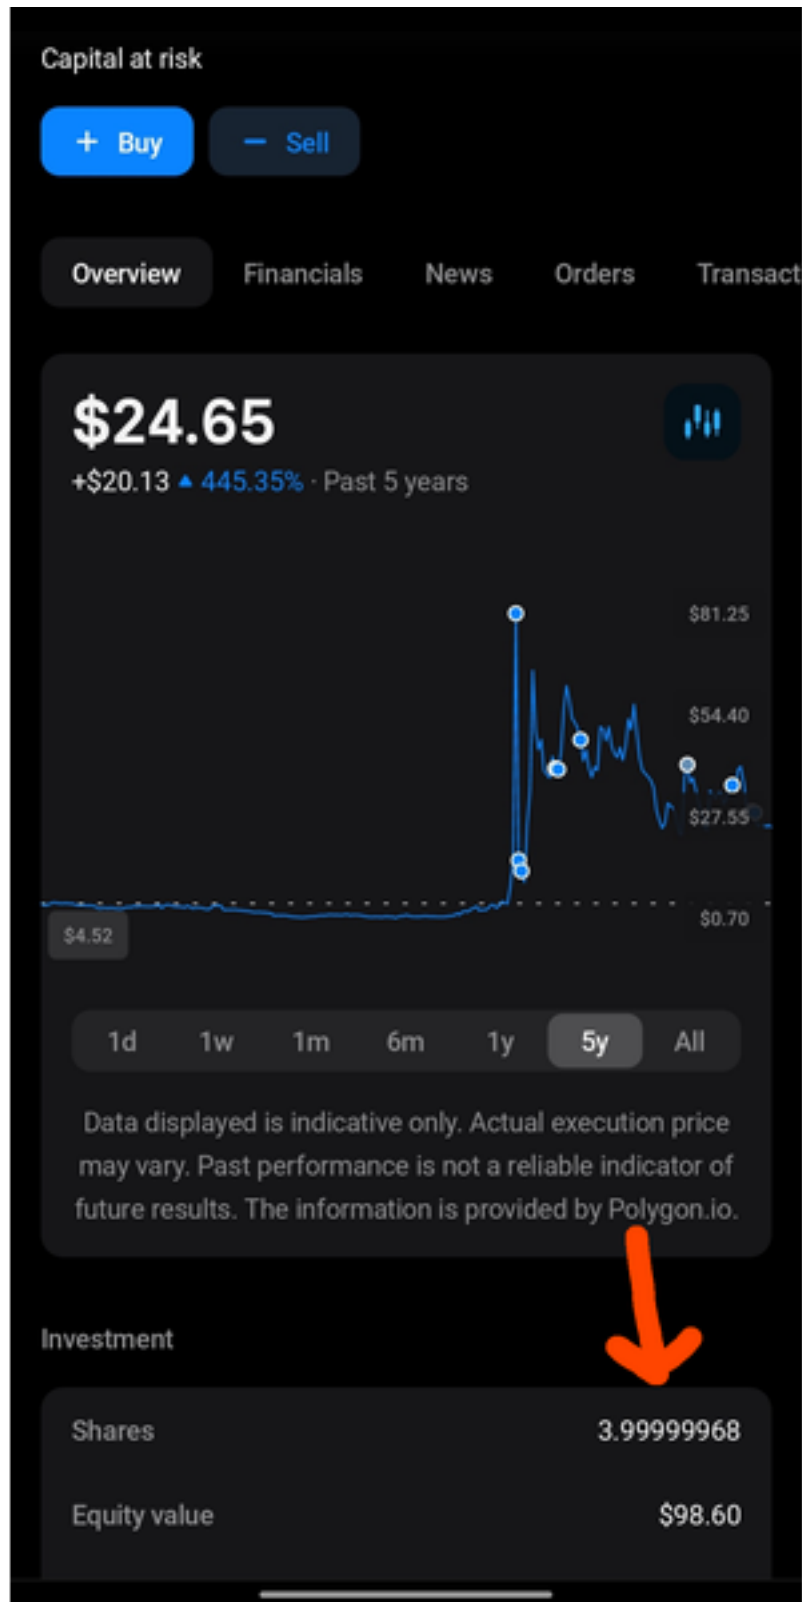 Capital at risk
+ Buy
− Sell
Overview Financials News Orders Transact
$24.65
+$20.13 ▲ 445.35% · Past 5 years
$81.25
$54.40
$27.55
$0.70
$4.52
1d 1w 1m 6m 1y 5y All
Data displayed is indicative only. Actual execution price
may vary. Past performance is not a reliable indicator of
future results. The information is provided by Polygon.io.
Investment
Shares 3.99999968
Equity value $98.60